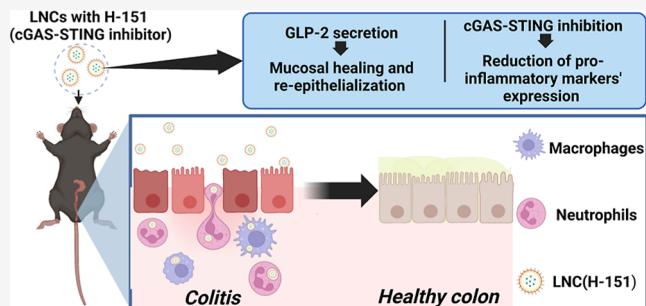 LNCs with H-151
(cGAS-STING inhibitor)
GLP-2 secretion
Mucosal healing and
re-epithelialization
cGAS-STING inhibition
Reduction of pro-
inflammatory markers'
expression
Macrophages
Neutrophils
LNC(H-151)
Colitis
Healthy colon